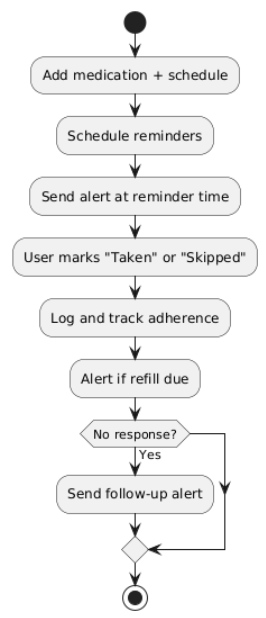 Add medication + schedule
Schedule reminders
Send alert at reminder time
User marks "Taken" or "Skipped"
Log and track adherence
Alert if refill due
No response?
Yes
Send follow-up alert